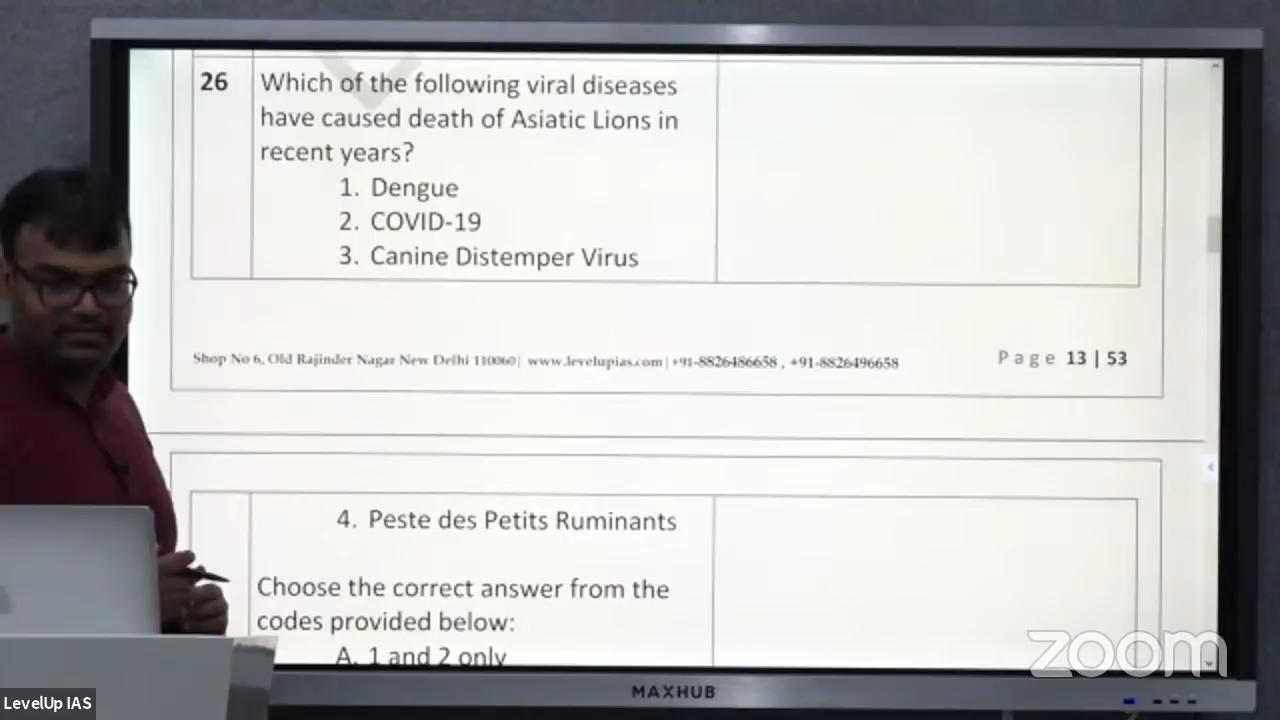 26 Which of the following viral diseases
have caused death of Asiatic Lions in
recent years?
1. Dengue
2. COVID-19
3. Canine Distemper Virus
Shop No 6, Old Rajinder Nagar New Delhi 110060| www.levelupias.com | +91-8826486658 , +91-8826496658 Page 13 | 53
4. Peste des Petits Ruminants
Choose the correct answer from the
codes provided below:
A. 1 and 2 only
zoom
MAXHUB
LevelUp IAS